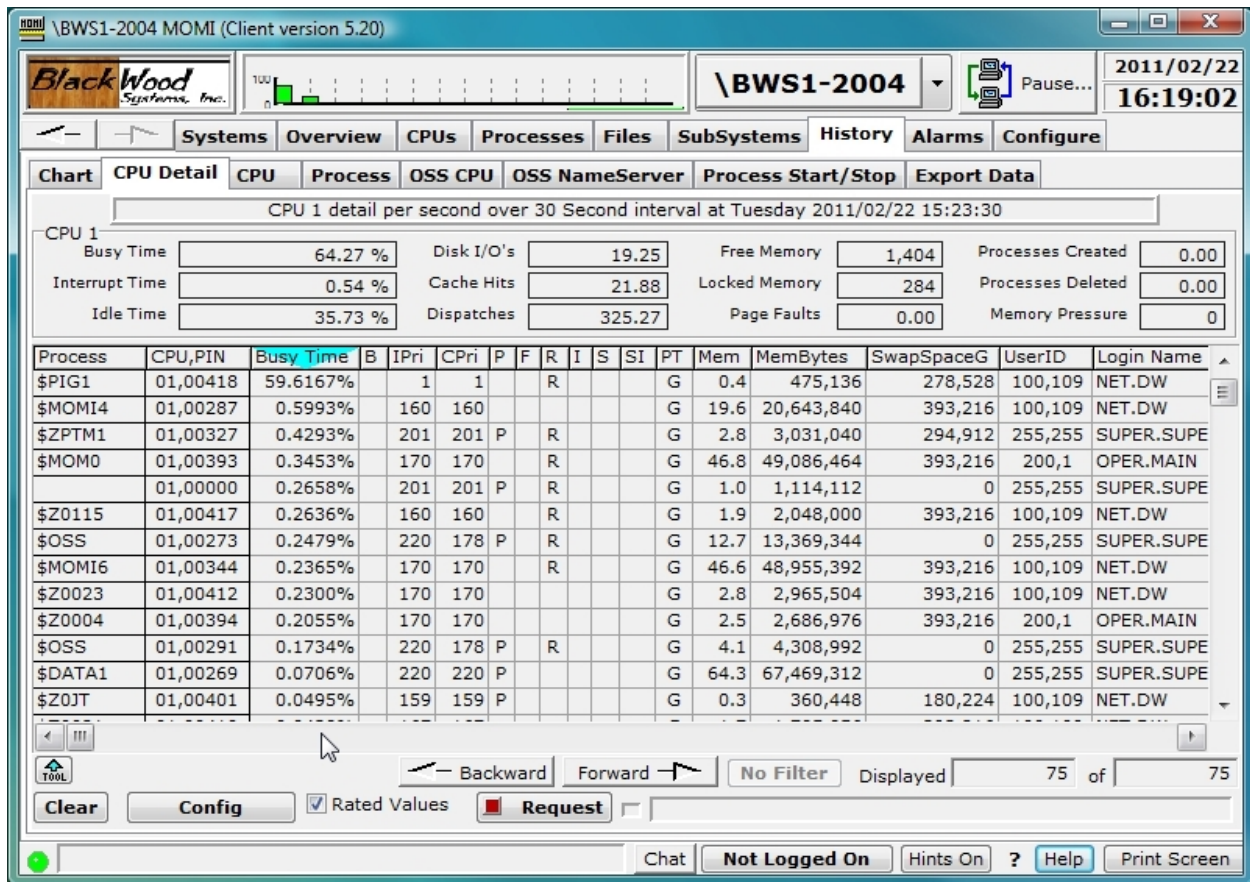 \BWS1-2004 MOMI (Client version 5.20)
BlackWood Systems, Inc.
100
0
\BWS1-2004
Pause...
2011/02/22
16:19:02
Systems Overview CPUs Processes Files SubSystems History Alarms Configure
Chart CPU Detail CPU Process OSS CPU OSS NameServer Process Start/Stop Export Data
CPU 1 detail per second over 30 Second interval at Tuesday 2011/02/22 15:23:30
CPU 1
Busy Time 64.27 % Disk I/O's 19.25 Free Memory 1,404 Processes Created 0.00
Interrupt Time 0.54 % Cache Hits 21.88 Locked Memory 284 Processes Deleted 0.00
Idle Time 35.73 % Dispatches 325.27 Page Faults 0.00 Memory Pressure 0
Process CPU,PIN Busy Time B IPri CPri P F R I S SI PT Mem MemBytes SwapSpaceG UserID Login Name
$PIG1 01,00418 59.6167% 1 1 R G 0.4 475,136 278,528 100,109 NET.DW
$MOMI4 01,00287 0.5993% 160 160 G 19.6 20,643,840 393,216 100,109 NET.DW
$ZPTM1 01,00327 0.4293% 201 201 P R G 2.8 3,031,040 294,912 255,255 SUPER.SUPE
$MOM0 01,00393 0.3453% 170 170 R G 46.8 49,086,464 393,216 200,1 OPER.MAIN
01,00000 0.2658% 201 201 P R G 1.0 1,114,112 0 255,255 SUPER.SUPE
$Z0115 01,00417 0.2636% 160 160 R G 1.9 2,048,000 393,216 100,109 NET.DW
$OSS 01,00273 0.2479% 220 178 P R G 12.7 13,369,344 0 255,255 SUPER.SUPE
$MOMI6 01,00344 0.2365% 170 170 R G 46.6 48,955,392 393,216 100,109 NET.DW
$Z0023 01,00412 0.2300% 170 170 G 2.8 2,965,504 393,216 100,109 NET.DW
$Z0004 01,00394 0.2055% 170 170 G 2.5 2,686,976 393,216 200,1 OPER.MAIN
$OSS 01,00291 0.1734% 220 178 P R G 4.1 4,308,992 0 255,255 SUPER.SUPE
$DATA1 01,00269 0.0706% 220 220 P G 64.3 67,469,312 0 255,255 SUPER.SUPE
$Z0JT 01,00401 0.0495% 159 159 P G 0.3 360,448 180,224 100,109 NET.DW
TOOL
Backward Forward No Filter Displayed 75 of 75
Clear Config Rated Values Request
Chat Not Logged On Hints On ? Help Print Screen